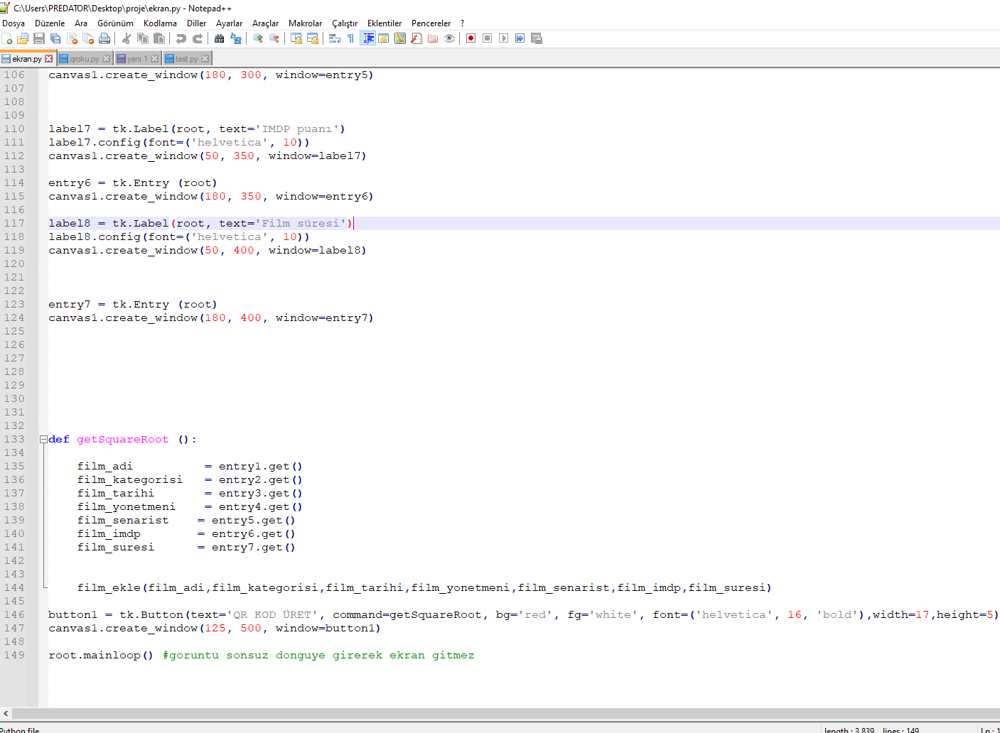 C:\Users\PREDATOR\Desktop\proje\ekran.py - Notepad++
Dosya Düzenle Ara Görünüm Kodlama Diller Ayarlar Araçlar Makrolar Çalıştır Eklentiler Pencereler ?
ekran.py qroku.py yeni 1 test.py
106 canvas1.create_window(180, 300, window=entry5)
107
108
109
110 label7 = tk.Label(root, text='IMDP puanı')
111 label7.config(font=('helvetica', 10))
112 canvas1.create_window(50, 350, window=label7)
113
114 entry6 = tk.Entry (root)
115 canvas1.create_window(180, 350, window=entry6)
116
117 label8 = tk.Label(root, text='Film süresi')
118 label8.config(font=('helvetica', 10))
119 canvas1.create_window(50, 400, window=label8)
120
121
122
123 entry7 = tk.Entry (root)
124 canvas1.create_window(180, 400, window=entry7)
125
126
127
128
129
130
131
132
133 def getSquareRoot ():
134
135 film_adi = entry1.get()
136 film_kategorisi = entry2.get()
137 film_tarihi = entry3.get()
138 film_yonetmeni = entry4.get()
139 film_senarist = entry5.get()
140 film_imdp = entry6.get()
141 film_suresi = entry7.get()
142
143
144 film_ekle(film_adi,film_kategorisi,film_tarihi,film_yonetmeni,film_senarist,film_imdp,film_suresi)
145
146 button1 = tk.Button(text='QR KOD ÜRET', command=getSquareRoot, bg='red', fg='white', font=('helvetica', 16, 'bold'),width=17,height=5)
147 canvas1.create_window(125, 500, window=button1)
148
149 root.mainloop() #goruntu sonsuz donguye girerek ekran gitmez
Python file length : 3.839 lines : 149 Ln : 1